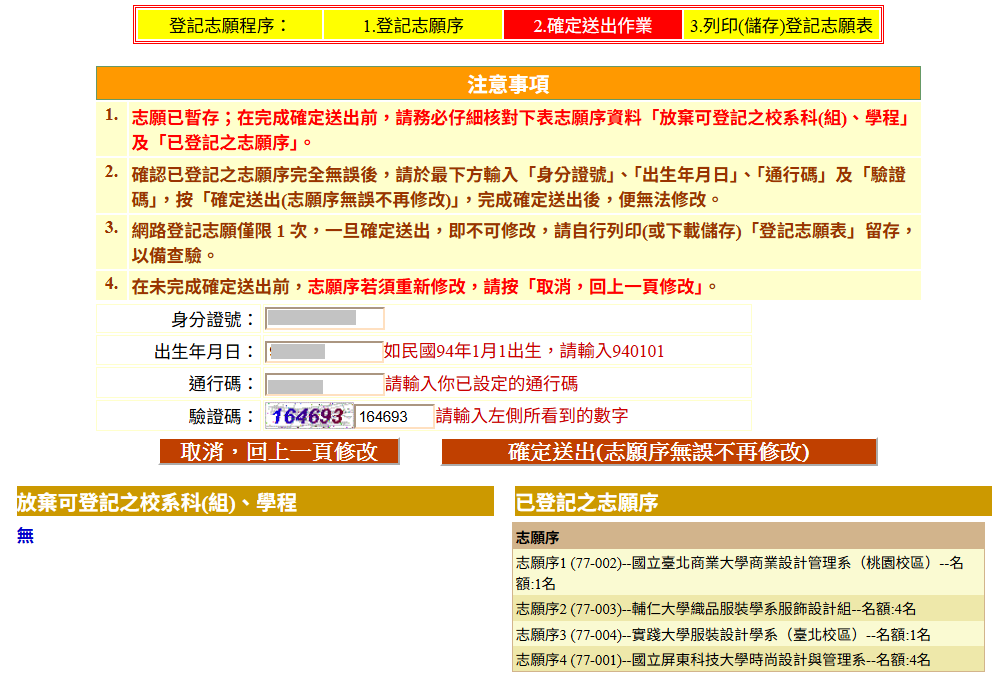 登記志願程序： 1.登記志願序 2.確定送出作業 3.列印(儲存)登記志願表
注意事項
1. 志願已暫存；在完成確定送出前，請務必仔細核對下表志願序資料「放棄可登記之校系科(組)、學程」
及「已登記之志願序」。
2. 確認已登記之志願序完全無誤後，請於最下方輸入「身分證號」、「出生年月日」、「通行碼」及「驗證
碼」，按「確定送出(志願序無誤不再修改)」，完成確定送出後，便無法修改。
3. 網路登記志願僅限 1 次，一旦確定送出，即不可修改，請自行列印(或下載儲存)「登記志願表」留存，
以備查驗。
4. 在未完成確定送出前，志願序若須重新修改，請按「取消，回上一頁修改」。
身分證號：
出生年月日： 如民國94年1月1出生，請輸入940101
通行碼： 請輸入你已設定的通行碼
驗證碼： 164693 164693 請輸入左側所看到的數字
取消，回上一頁修改 確定送出(志願序無誤不再修改)
放棄可登記之校系科(組)、學程
無
已登記之志願序
志願序
志願序1 (77-002)--國立臺北商業大學商業設計管理系（桃園校區）--名
額:1名
志願序2 (77-003)--輔仁大學織品服裝學系服飾設計組--名額:4名
志願序3 (77-004)--實踐大學服裝設計學系（臺北校區）--名額:1名
志願序4 (77-001)--國立屏東科技大學時尚設計與管理系--名額:4名